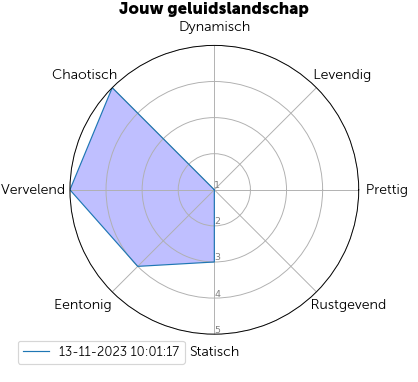 Jouw geluidslandschap
Dynamisch
Chaotisch
Levendig
Vervelend
1
Prettig
2
3
4
Eentonig
Rustgevend
5
13-11-2023 10:01:17
Statisch